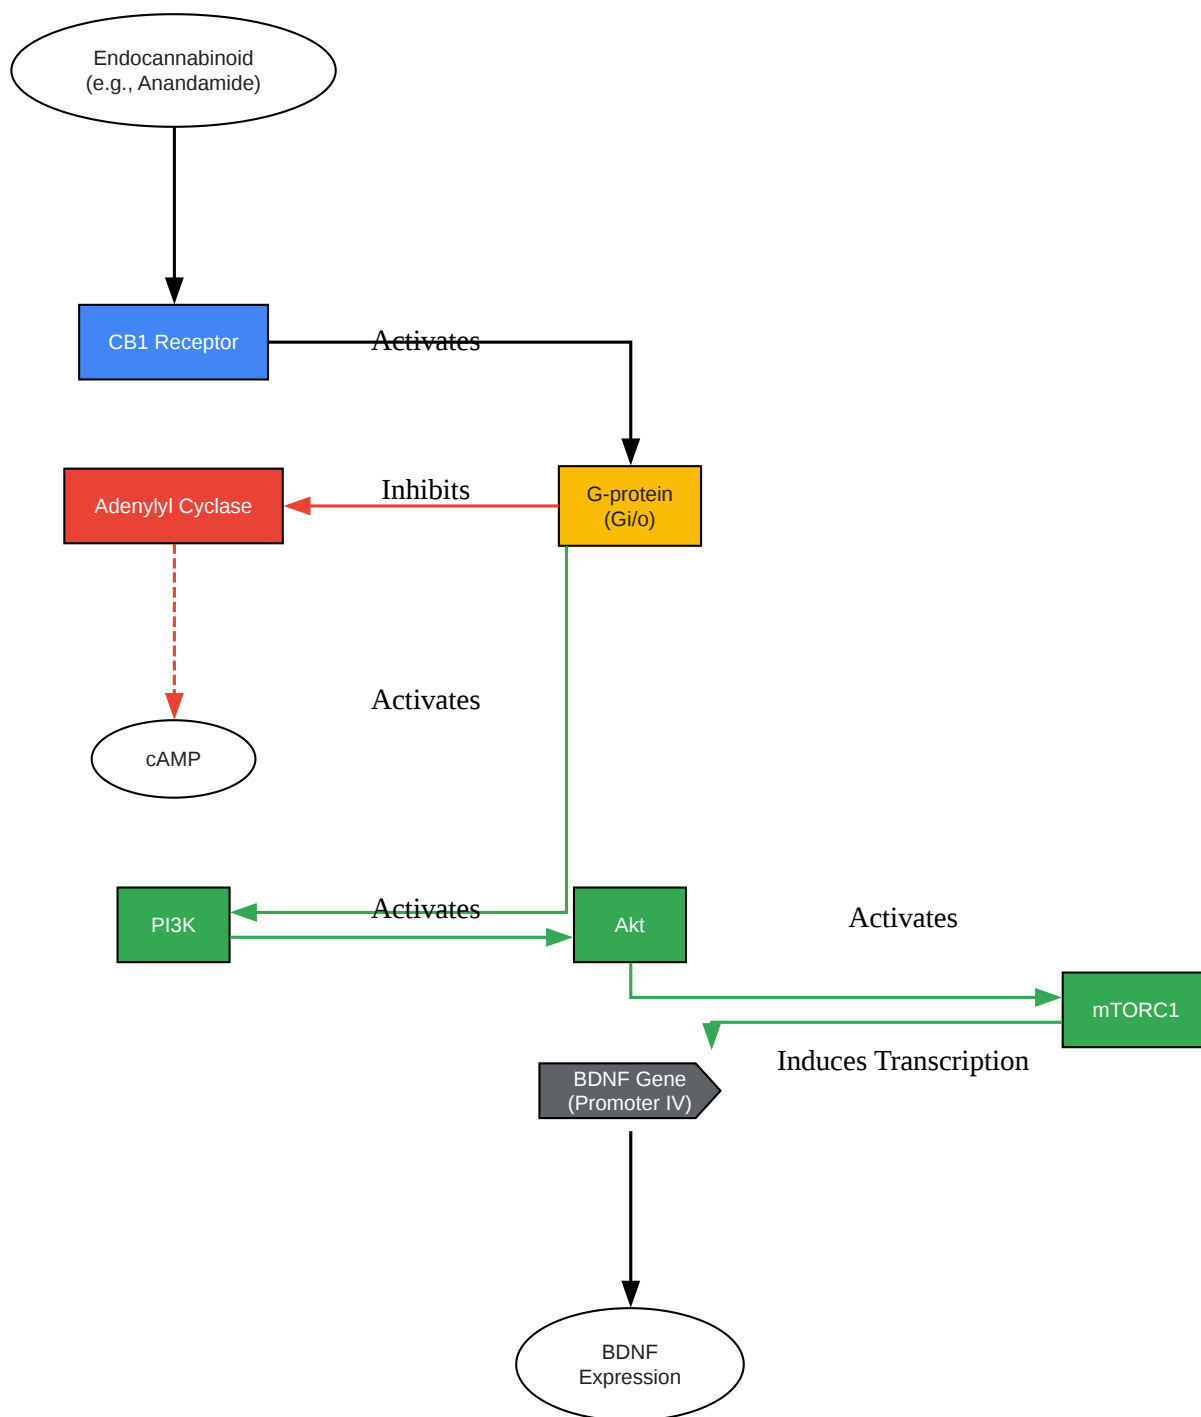 Endocannabinoid
(e.g., Anandamide)
CB1 Receptor
Activates
Adenylyl Cyclase
Inhibits
G-protein
(Gi/o)
Activates
cAMP
PI3K
Activates
Akt
Activates
mTORC1
Induces Transcription
BDNF Gene
(Promoter IV)
BDNF
Expression